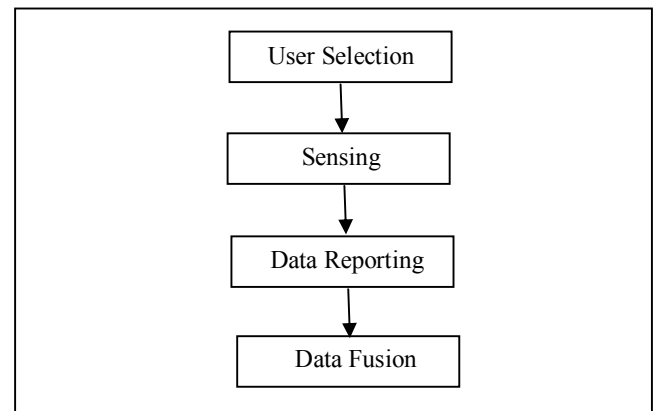 User Selection
Sensing
Data Reporting
Data Fusion